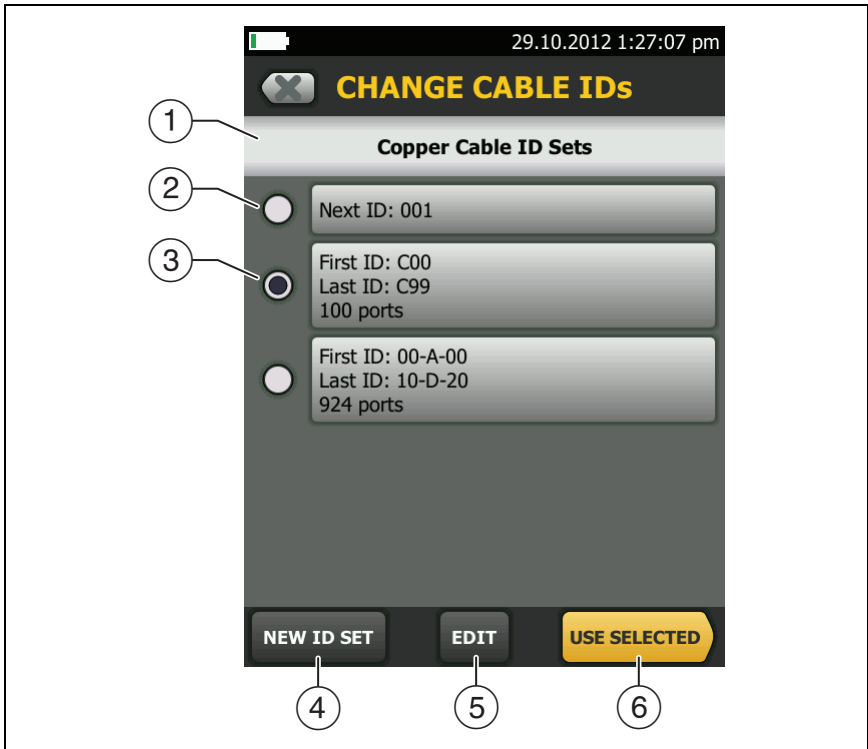 29.10.2012 1:27:07 pm
CHANGE CABLE IDs
1
Copper Cable ID Sets
2
Next ID: 001
3
First ID: C00
Last ID: C99
100 ports
First ID: 00-A-00
Last ID: 10-D-20
924 ports
NEW ID SET
EDIT
USE SELECTED
4
5
6